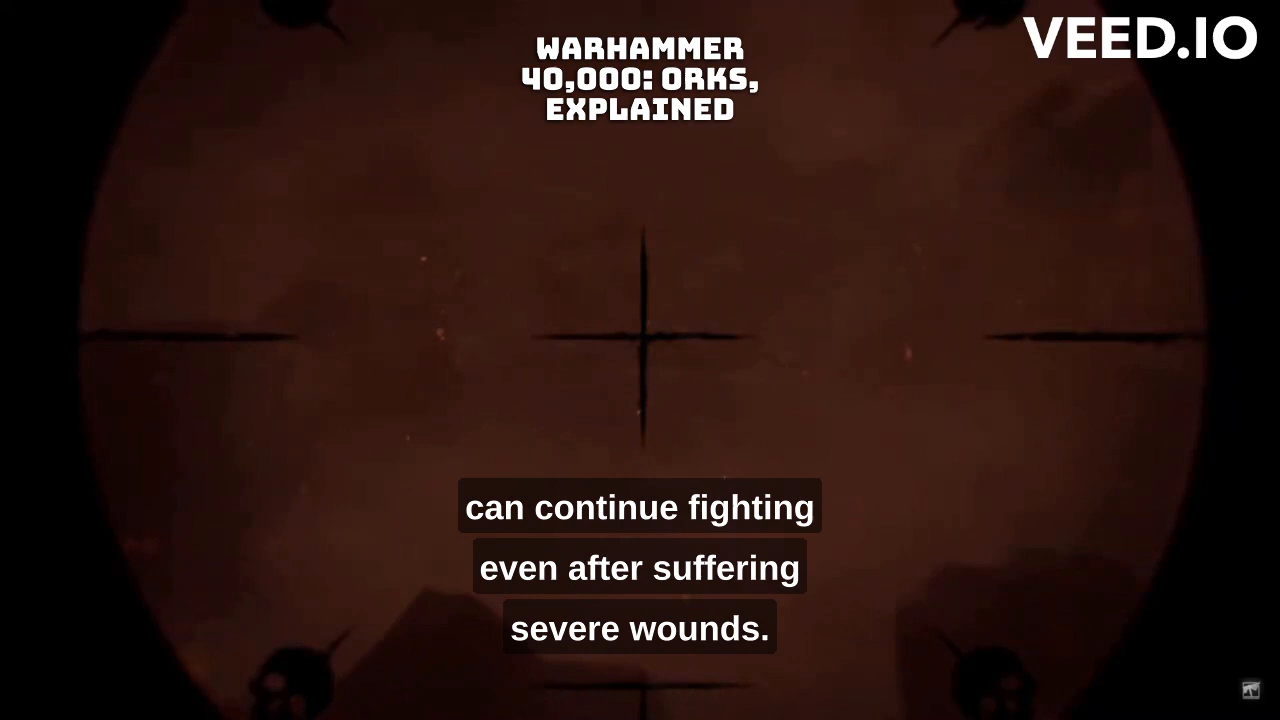 VEED.IO
WARHAMMER
40,000: ORKS,
EXPLAINED
can continue fighting
even after suffering
severe wounds.